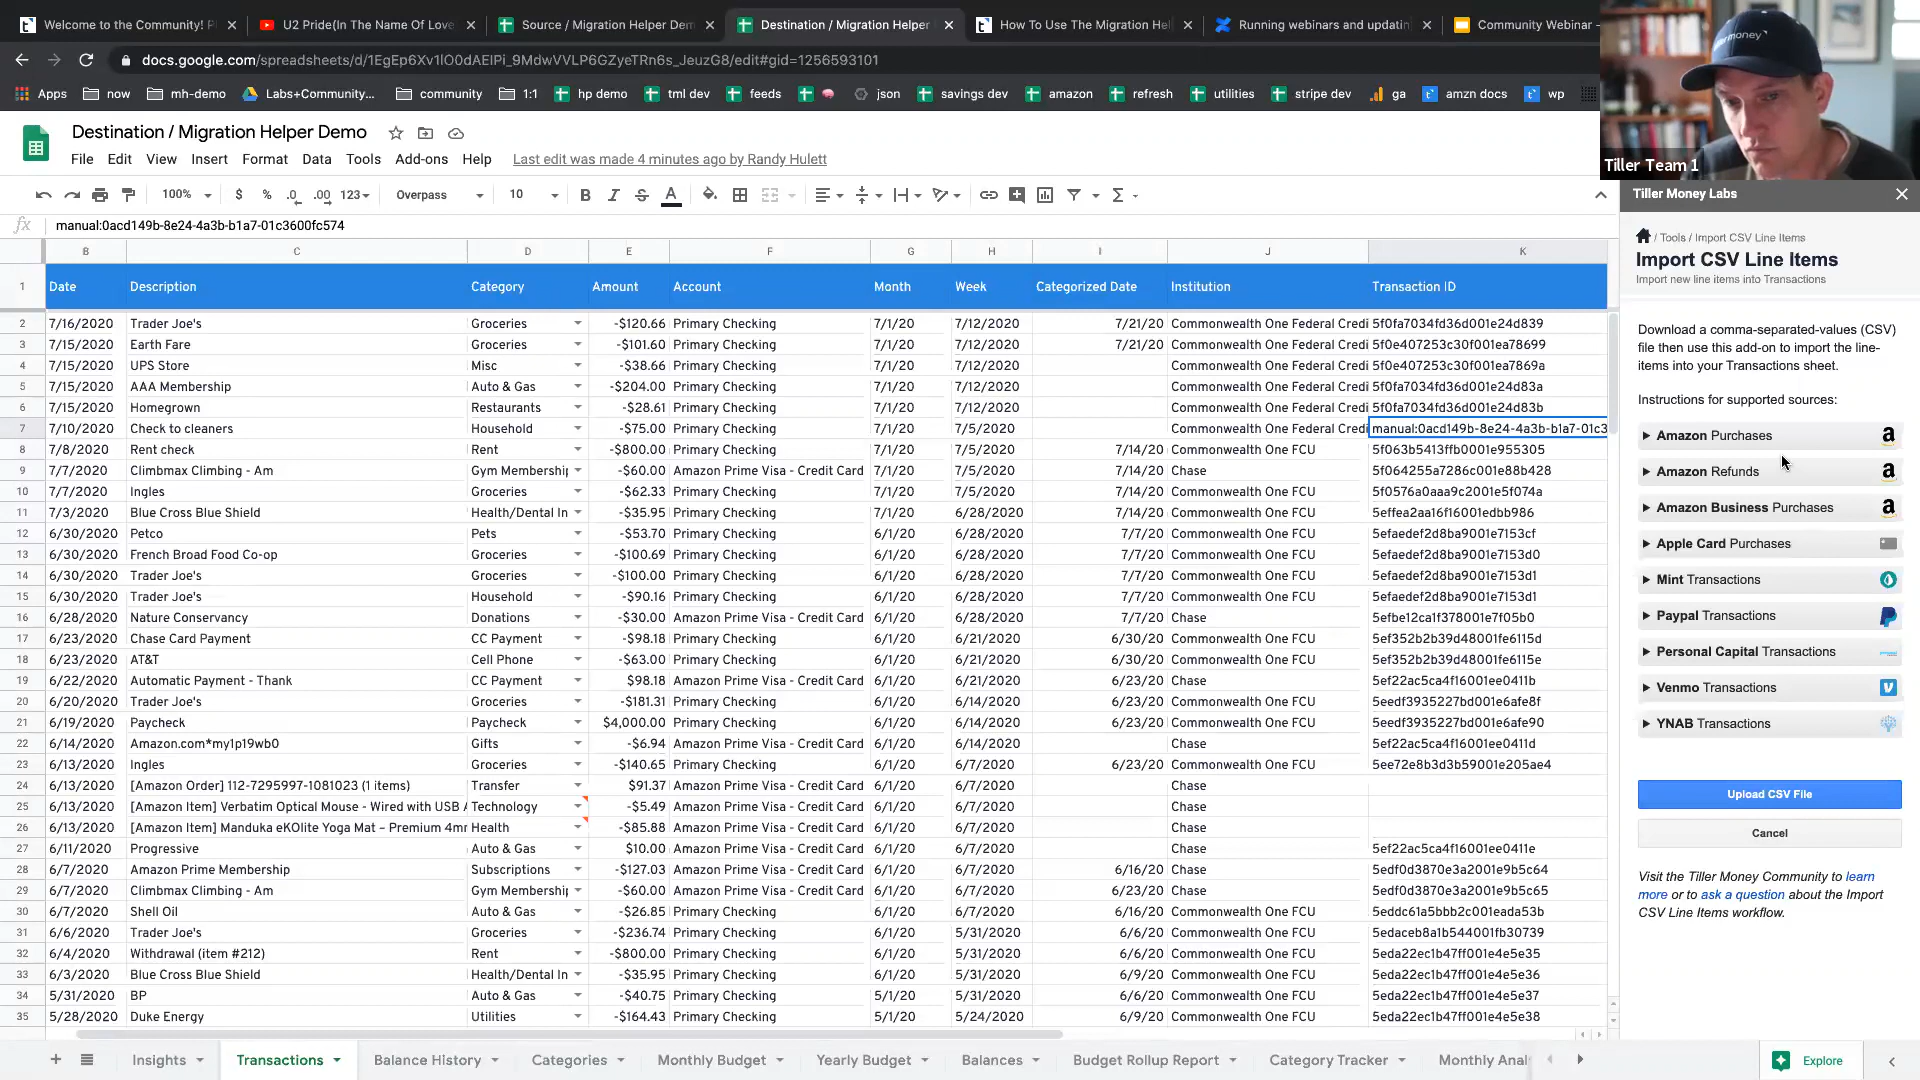 Welcome to the Community! P
U2 Pride(In The Name Of Love
Source / Migration Helper Dem
Destination / Migration Helper
How To Use The Migration Hel
Running webinars and updatin
Community Webinar -
docs.google.com/spreadsheets/d/1EgEp6Xv1lO0dAEIPi_9MdwVVLP6GZyeTRn6s_JeuzG8/edit#gid=1256593101
Apps now mh-demo Labs+Community... community 1:1 hp demo tml dev feeds json savings dev amazon refresh utilities stripe dev ga amzn docs wp
Tiller Team 1
Destination / Migration Helper Demo
File Edit View Insert Format Data Tools Add-ons Help Last edit was made 4 minutes ago by Randy Hulett
100% $ % .0 .00 123 Overpass 10 B I S A
fx manual:0acd149b-8e24-4a3b-b1a7-01c3600fc574
B C D E F G H I J K
1 Date Description Category Amount Account Month Week Categorized Date Institution Transaction ID
2 7/16/2020 Trader Joe's Groceries -$120.66 Primary Checking 7/1/20 7/12/2020 7/21/20 Commonwealth One Federal Credi 5f0fa7034fd36d001e24d839
3 7/15/2020 Earth Fare Groceries -$101.60 Primary Checking 7/1/20 7/12/2020 7/21/20 Commonwealth One Federal Credi 5f0e407253c30f001ea78699
4 7/15/2020 UPS Store Misc -$38.66 Primary Checking 7/1/20 7/12/2020 Commonwealth One Federal Credi 5f0e407253c30f001ea7869a
5 7/15/2020 AAA Membership Auto & Gas -$204.00 Primary Checking 7/1/20 7/12/2020 Commonwealth One Federal Credi 5f0fa7034fd36d001e24d83a
6 7/15/2020 Homegrown Restaurants -$28.61 Primary Checking 7/1/20 7/12/2020 Commonwealth One Federal Credi 5f0fa7034fd36d001e24d83b
7 7/10/2020 Check to cleaners Household -$75.00 Primary Checking 7/1/20 7/5/2020 Commonwealth One Federal Credi manual:0acd149b-8e24-4a3b-b1a7-01c3
8 7/8/2020 Rent check Rent -$800.00 Primary Checking 7/1/20 7/5/2020 7/14/20 Commonwealth One FCU 5f063b5413ffb0001e955305
9 7/7/2020 Climbmax Climbing - Am Gym Membership -$60.00 Amazon Prime Visa - Credit Card 7/1/20 7/5/2020 7/14/20 Chase 5f064255a7286c001e88b428
10 7/7/2020 Ingles Groceries -$62.33 Primary Checking 7/1/20 7/5/2020 7/14/20 Commonwealth One FCU 5f0576a0aaa9c2001e5f074a
11 7/3/2020 Blue Cross Blue Shield Health/Dental In -$35.95 Primary Checking 7/1/20 6/28/2020 7/14/20 Commonwealth One FCU 5effea2aa16f16001edbb986
12 6/30/2020 Petco Pets -$53.70 Primary Checking 6/1/20 6/28/2020 7/7/20 Commonwealth One FCU 5efaedef2d8ba9001e7153cf
13 6/30/2020 French Broad Food Co-op Groceries -$100.69 Primary Checking 6/1/20 6/28/2020 7/7/20 Commonwealth One FCU 5efaedef2d8ba9001e7153d0
14 6/30/2020 Trader Joe's Groceries -$100.00 Primary Checking 6/1/20 6/28/2020 7/7/20 Commonwealth One FCU 5efaedef2d8ba9001e7153d1
15 6/30/2020 Trader Joe's Household -$90.16 Primary Checking 6/1/20 6/28/2020 7/7/20 Commonwealth One FCU 5efaedef2d8ba9001e7153d1
16 6/28/2020 Nature Conservancy Donations -$30.00 Amazon Prime Visa - Credit Card 6/1/20 6/28/2020 7/7/20 Chase 5efbe12ca1f378001e7f05b0
17 6/23/2020 Chase Card Payment CC Payment -$98.18 Primary Checking 6/1/20 6/21/2020 6/30/20 Commonwealth One FCU 5ef352b2b39d48001fe6115d
18 6/23/2020 AT&T Cell Phone -$63.00 Primary Checking 6/1/20 6/21/2020 6/30/20 Commonwealth One FCU 5ef352b2b39d48001fe6115e
19 6/22/2020 Automatic Payment - Thank CC Payment $98.18 Amazon Prime Visa - Credit Card 6/1/20 6/21/2020 6/23/20 Chase 5ef22ac5ca4f16001ee0411b
20 6/20/2020 Trader Joe's Groceries -$181.31 Primary Checking 6/1/20 6/14/2020 6/23/20 Commonwealth One FCU 5eedf3935227bd001e6afe8f
21 6/19/2020 Paycheck Paycheck $4,000.00 Primary Checking 6/1/20 6/14/2020 6/23/20 Commonwealth One FCU 5eedf3935227bd001e6afe90
22 6/14/2020 Amazon.com*my1p19wb0 Gifts -$6.94 Amazon Prime Visa - Credit Card 6/1/20 6/14/2020 Chase 5ef22ac5ca4f16001ee0411d
23 6/13/2020 Ingles Groceries -$140.65 Primary Checking 6/1/20 6/7/2020 6/23/20 Commonwealth One FCU 5ee72e8b3d3b59001e205ae4
24 6/13/2020 [Amazon Order] 112-7295997-1081023 (1 items) Transfer $91.37 Amazon Prime Visa - Credit Card 6/1/20 6/7/2020 Chase
25 6/13/2020 [Amazon Item] Verbatim Optical Mouse - Wired with USB A Technology -$5.49 Amazon Prime Visa - Credit Card 6/1/20 6/7/2020 Chase
26 6/13/2020 [Amazon Item] Manduka eKOlite Yoga Mat – Premium 4mm Health -$85.88 Amazon Prime Visa - Credit Card 6/1/20 6/7/2020 Chase
27 6/11/2020 Progressive Auto & Gas $10.00 Amazon Prime Visa - Credit Card 6/1/20 6/7/2020 Chase 5ef22ac5ca4f16001ee0411e
28 6/7/2020 Amazon Prime Membership Subscriptions -$127.03 Amazon Prime Visa - Credit Card 6/1/20 6/7/2020 6/16/20 Chase 5edf0d3870e3a2001e9b5c64
29 6/7/2020 Climbmax Climbing - Am Gym Membership -$60.00 Amazon Prime Visa - Credit Card 6/1/20 6/7/2020 6/23/20 Chase 5edf0d3870e3a2001e9b5c65
30 6/7/2020 Shell Oil Auto & Gas -$26.85 Primary Checking 6/1/20 6/7/2020 6/16/20 Commonwealth One FCU 5eddc61a5bbb2c001eada53b
31 6/6/2020 Trader Joe's Groceries -$236.74 Primary Checking 6/1/20 5/31/2020 6/6/20 Commonwealth One FCU 5edaceb8a1b544001fb30739
32 6/4/2020 Withdrawal (item #212) Rent -$800.00 Primary Checking 6/1/20 5/31/2020 6/6/20 Commonwealth One FCU 5eda22ec1b47ff001e4e5e35
33 6/3/2020 Blue Cross Blue Shield Health/Dental In -$35.95 Primary Checking 6/1/20 5/31/2020 6/9/20 Commonwealth One FCU 5eda22ec1b47ff001e4e5e36
34 5/31/2020 BP Auto & Gas -$40.75 Primary Checking 5/1/20 5/31/2020 6/6/20 Commonwealth One FCU 5eda22ec1b47ff001e4e5e37
35 5/28/2020 Duke Energy Utilities -$164.43 Primary Checking 5/1/20 5/24/2020 6/9/20 Commonwealth One FCU 5eda22ec1b47ff001e4e5e38
Insights Transactions Balance History Categories Monthly Budget Yearly Budget Balances Budget Rollup Report Category Tracker Monthly Anal
Explore
Tiller Money Labs
/ Tools / Import CSV Line Items
Import CSV Line Items
Import new line items into Transactions
Download a comma-separated-values (CSV)
file then use this add-on to import the line-
items into your Transactions sheet.
Instructions for supported sources:
Amazon Purchases
Amazon Refunds
Amazon Business Purchases
Apple Card Purchases
Mint Transactions
Paypal Transactions
Personal Capital Transactions
Venmo Transactions
YNAB Transactions
Upload CSV File
Cancel
Visit the Tiller Money Community to learn
more or to ask a question about the Import
CSV Line Items workflow.